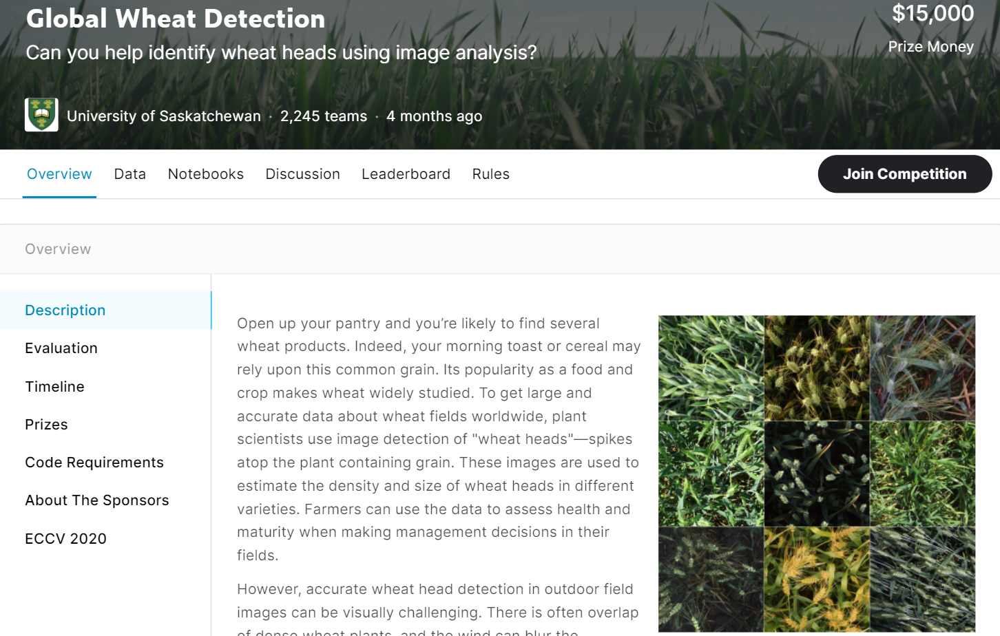 Global Wheat Detection
$15,000
Can you help identify wheat heads using image analysis?
Prize Money
University of Saskatchewan · 2,245 teams · 4 months ago
Overview Data Notebooks Discussion Leaderboard Rules Join Competition
Overview
Description
Evaluation
Timeline
Prizes
Code Requirements
About The Sponsors
ECCV 2020
Open up your pantry and you’re likely to find several
wheat products. Indeed, your morning toast or cereal may
rely upon this common grain. Its popularity as a food and
crop makes wheat widely studied. To get large and
accurate data about wheat fields worldwide, plant
scientists use image detection of "wheat heads"—spikes
atop the plant containing grain. These images are used to
estimate the density and size of wheat heads in different
varieties. Farmers can use the data to assess health and
maturity when making management decisions in their
fields.
However, accurate wheat head detection in outdoor field
images can be visually challenging. There is often overlap
of dense wheat plants, and the wind can blur the